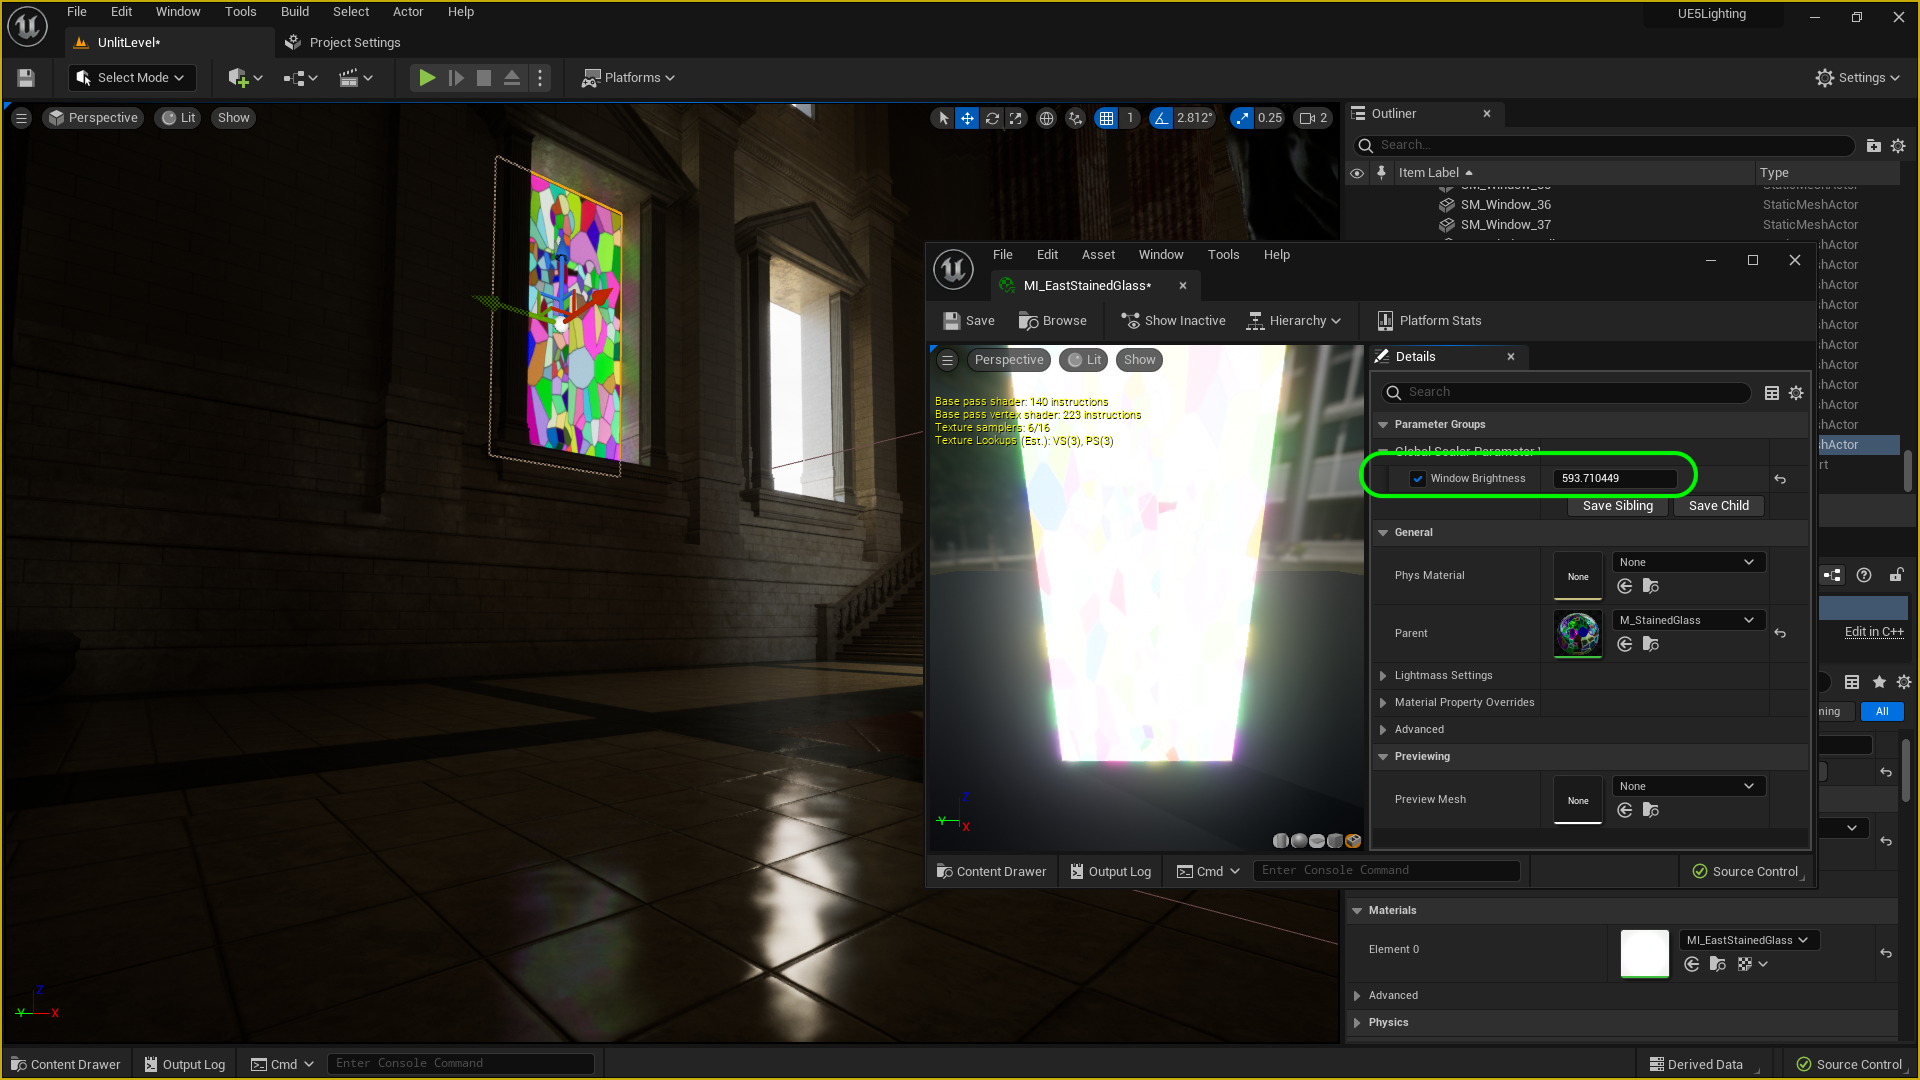 File Edit Window Tools Build Select Actor Help
UE5Lighting
UnlitLevel*
Project Settings
Select Mode
Platforms
Settings
Perspective Lit Show
1 2.812° 0.25 2
Outliner
Search...
Item Label Type
SM_Window_36 StaticMeshActor
SM_Window_37 StaticMeshActor
File Edit Asset Window Tools Help
hActor
hActor
MI_EastStainedGlass*
hActor
hActor
Save Browse Show Inactive Hierarchy Platform Stats
hActor
hActor
Perspective Lit Show
Details
hActor
hActor
Search
hActor
Base pass shader: 140 instructions
Base pass vertex shader: 223 instructions
Texture samplers: 6/16
Texture Lookups (Est.): VS(3), PS(3)
Parameter Groups
hActor
hActor
Global Scalar Parameter
rt
Window Brightness 593.710449
Save Sibling Save Child
General
Phys Material None None
Parent M_StainedGlass
Edit in C++
Lightmass Settings
Material Property Overrides
ming All
Advanced
Previewing
Preview Mesh None None
Z
Y X
Content Drawer Output Log Cmd Enter Console Command Source Control
Materials
Element 0 MI_EastStainedGlass
Advanced
Physics
Z
Y X
Content Drawer Output Log Cmd Enter Console Command Derived Data Source Control